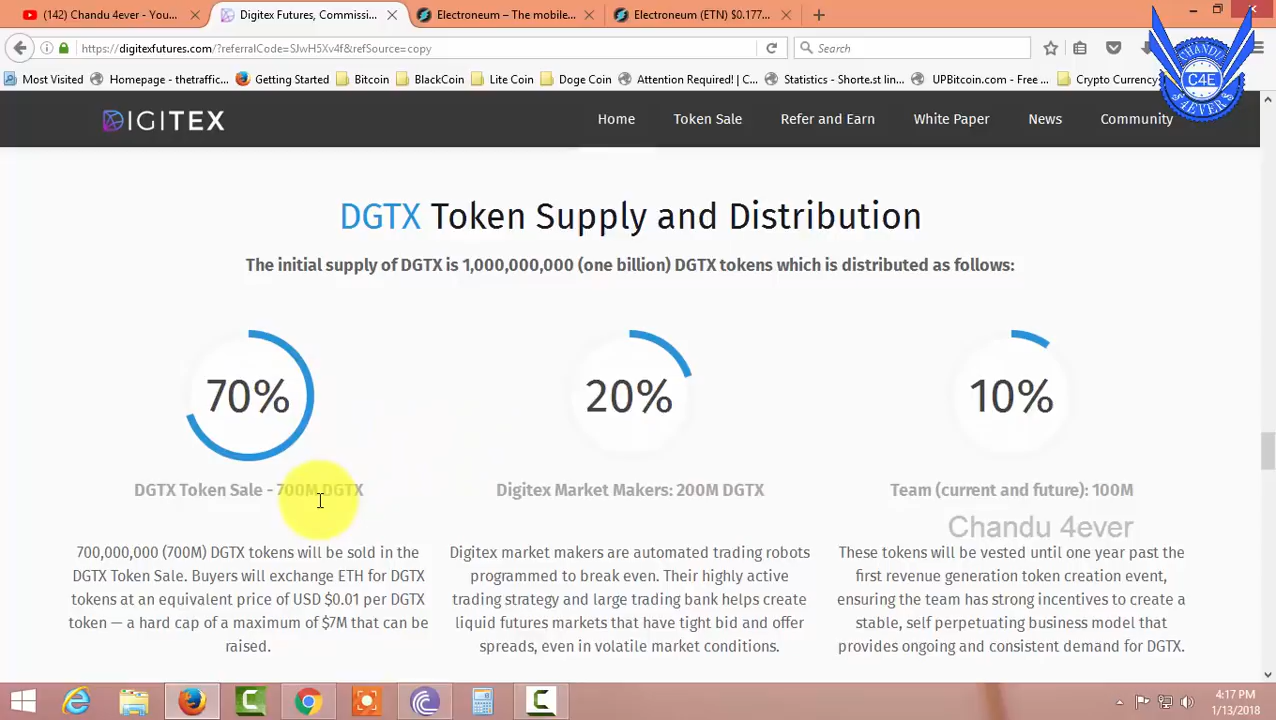 (142) Chandu 4ever - You...
Digitex Futures, Commissi...
Electroneum – The mobile...
Electroneum (ETN) $0.177...
https://digitexfutures.com/?referralCode=SJwH5Xv4f&refSource=copy
Search
Most Visited
Homepage - thetraffic...
Getting Started
Bitcoin
BlackCoin
Lite Coin
Doge Coin
Attention Required! | C...
Statistics - Shorte.st lin...
UPBitcoin.com - Free ...
Crypto Currency
CHANDU
C4E
4EVER
DIGITEX
Home
Token Sale
Refer and Earn
White Paper
News
Community
DGTX Token Supply and Distribution
The initial supply of DGTX is 1,000,000,000 (one billion) DGTX tokens which is distributed as follows:
70%
20%
10%
DGTX Token Sale - 700M DGTX
Digitex Market Makers: 200M DGTX
Team (current and future): 100M
Chandu 4ever
700,000,000 (700M) DGTX tokens will be sold in the
DGTX Token Sale. Buyers will exchange ETH for DGTX
tokens at an equivalent price of USD $0.01 per DGTX
token — a hard cap of a maximum of $7M that can be
raised.
Digitex market makers are automated trading robots
programmed to break even. Their highly active
trading strategy and large trading bank helps create
liquid futures markets that have tight bid and offer
spreads, even in volatile market conditions.
These tokens will be vested until one year past the
first revenue generation token creation event,
ensuring the team has strong incentives to create a
stable, self perpetuating business model that
provides ongoing and consistent demand for DGTX.
4:17 PM
1/13/2018